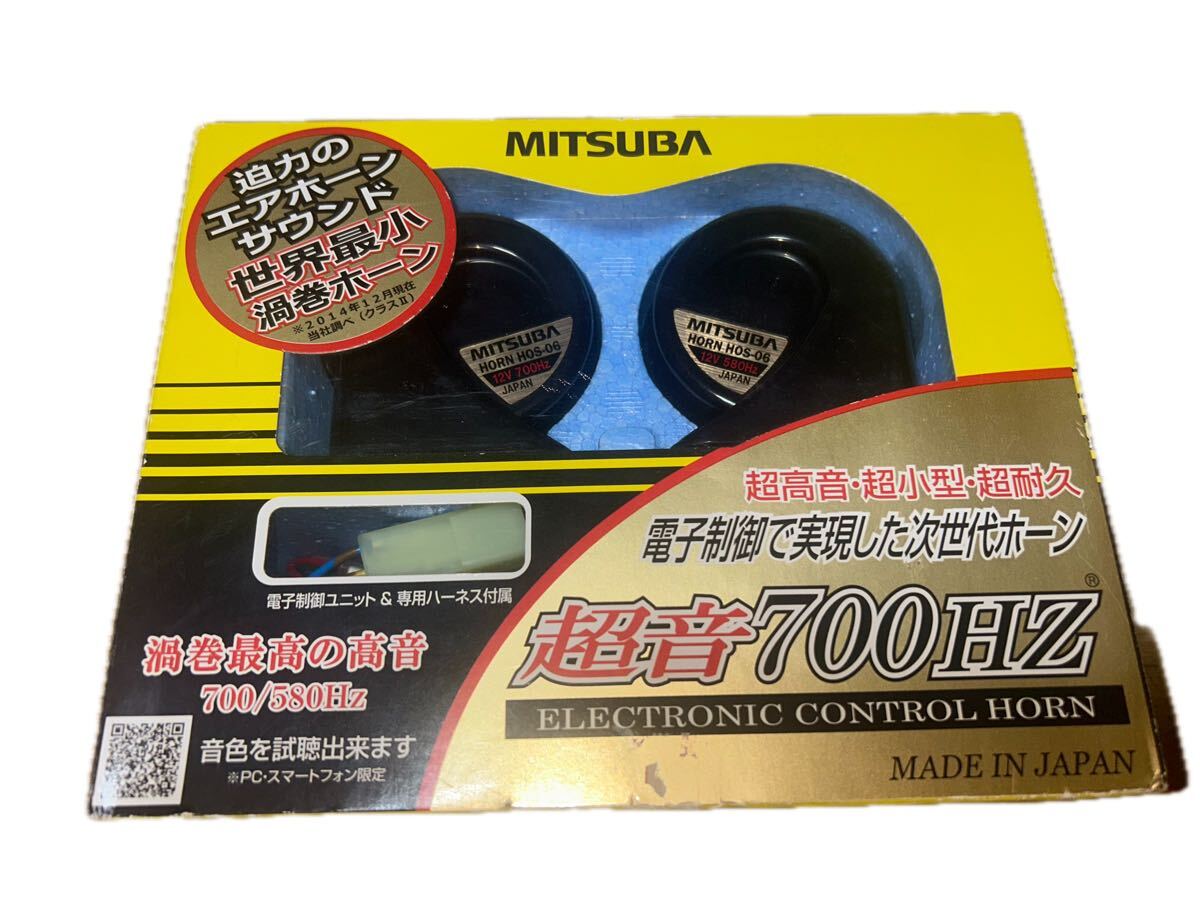 MITSUBA
迫力の
エアホーン
サウンド
世界最小
渦巻ホーン
※2014年12月現在
当社調べ(クラスⅡ)
MITSUBA
HORN HOS-06
12V 700Hz
JAPAN
MITSUBA
HORN HOS-06
12V 580Hz
JAPAN
超高音・超小型・超耐久
電子制御で実現した次世代ホーン
電子制御ユニット & 専用ハーネス付属
超音700HZ®
ELECTRONIC CONTROL HORN
MADE IN JAPAN
渦巻最高の高音
700/580Hz
音色を試聴出来ます
※PC・スマートフォン限定